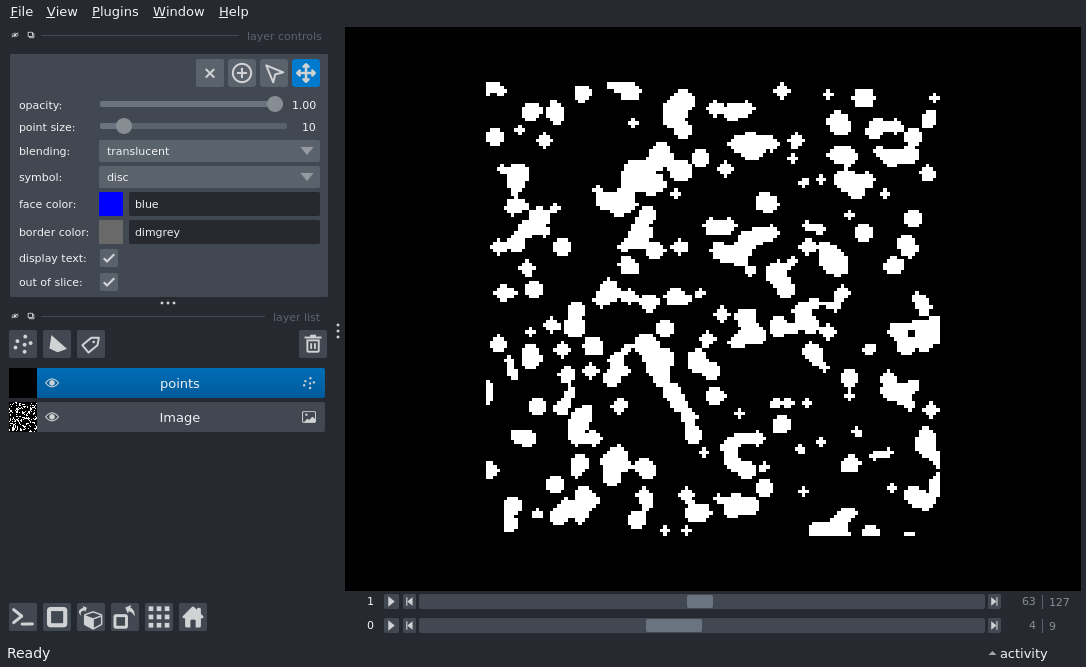 File View Plugins Window Help
layer controls
opacity: 1.00
point size: 10
blending: translucent
symbol: disc
face color: blue
border color: dimgrey
display text:
out of slice:
layer list
points
Image
1 63 | 127
0 4 | 9
Ready activity